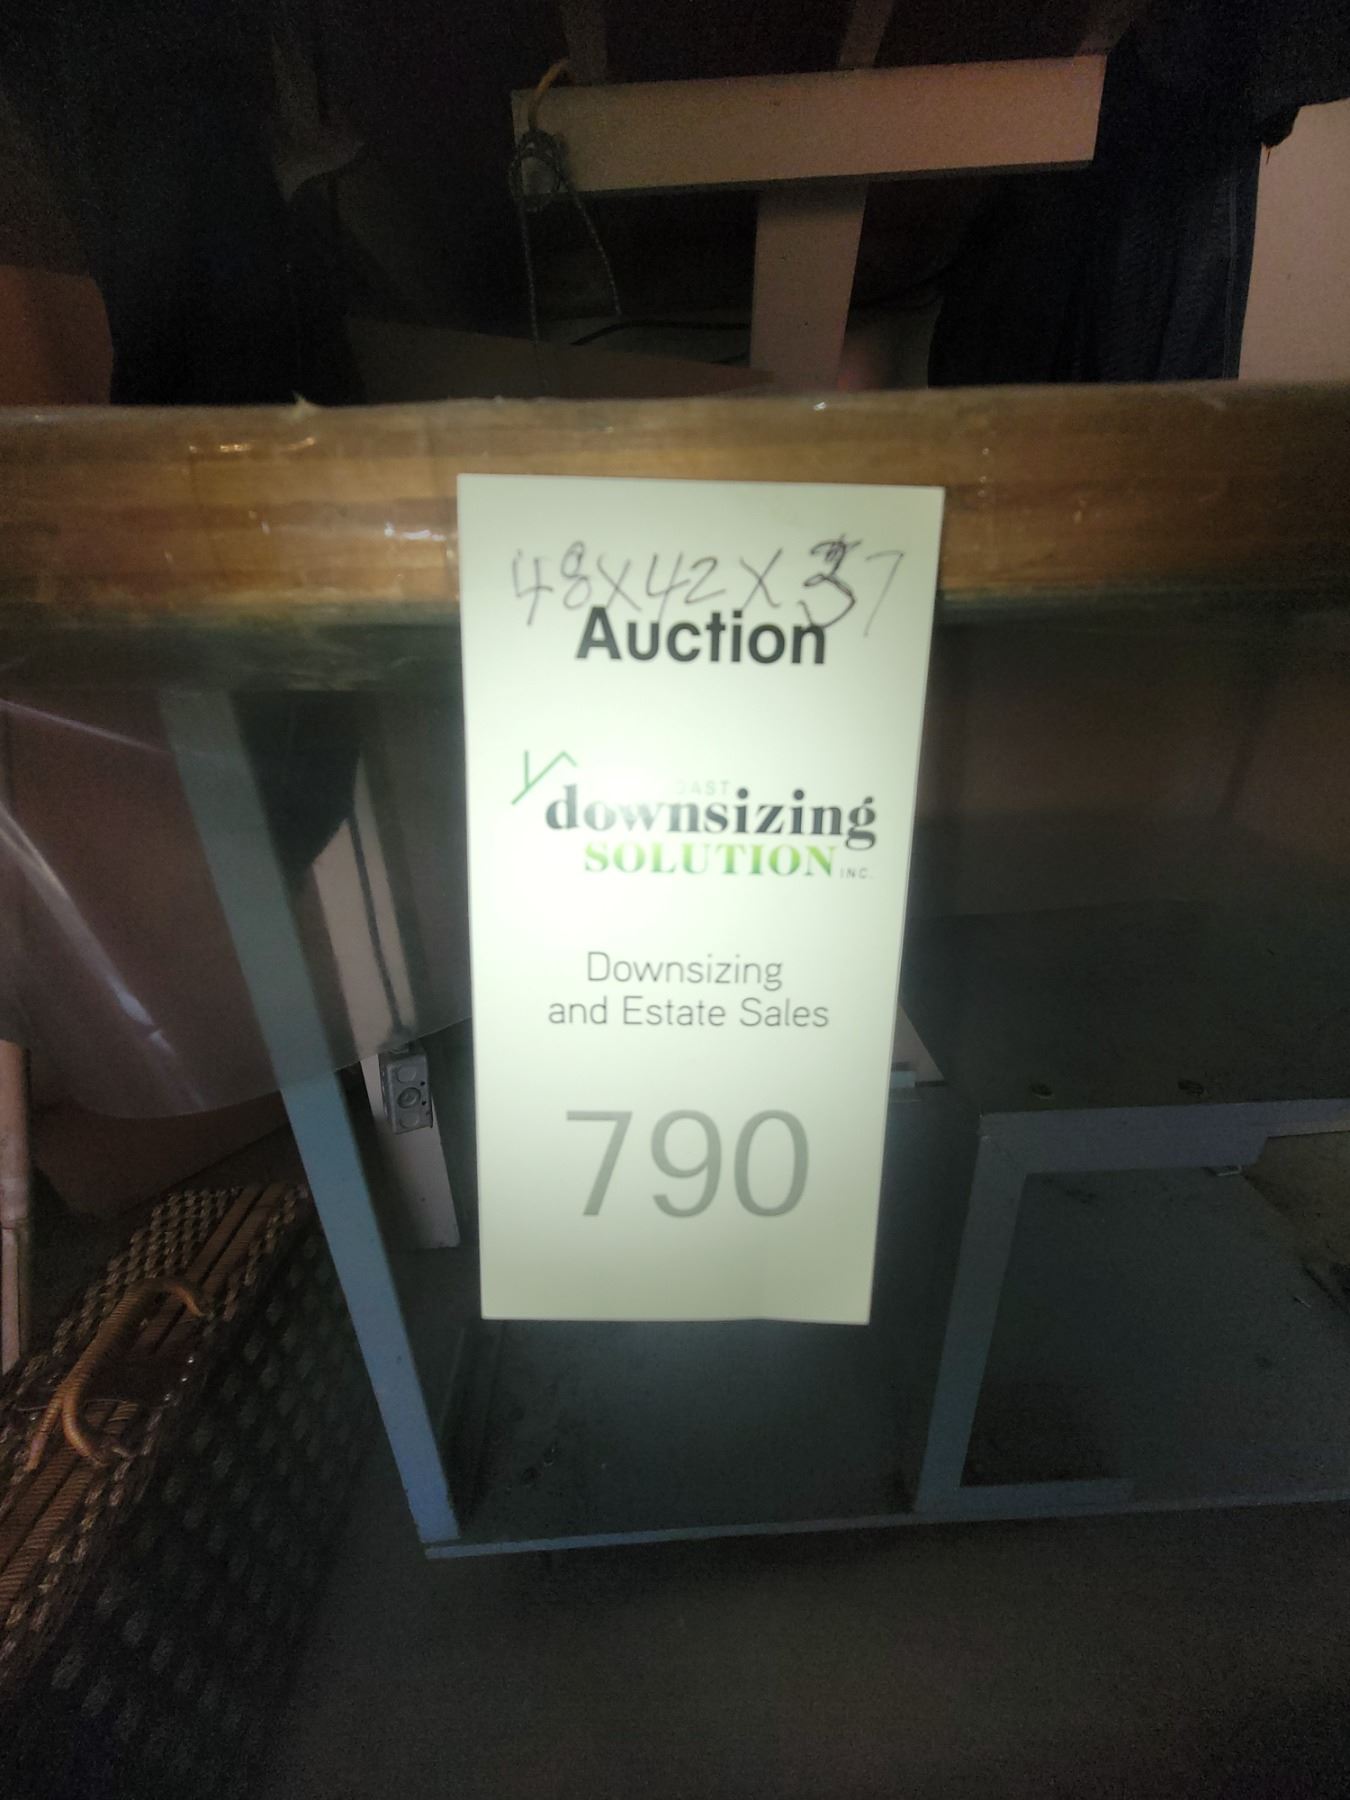 48x42x37
Auction
downsizing
SOLUTION INC.
Downsizing
and Estate Sales
790